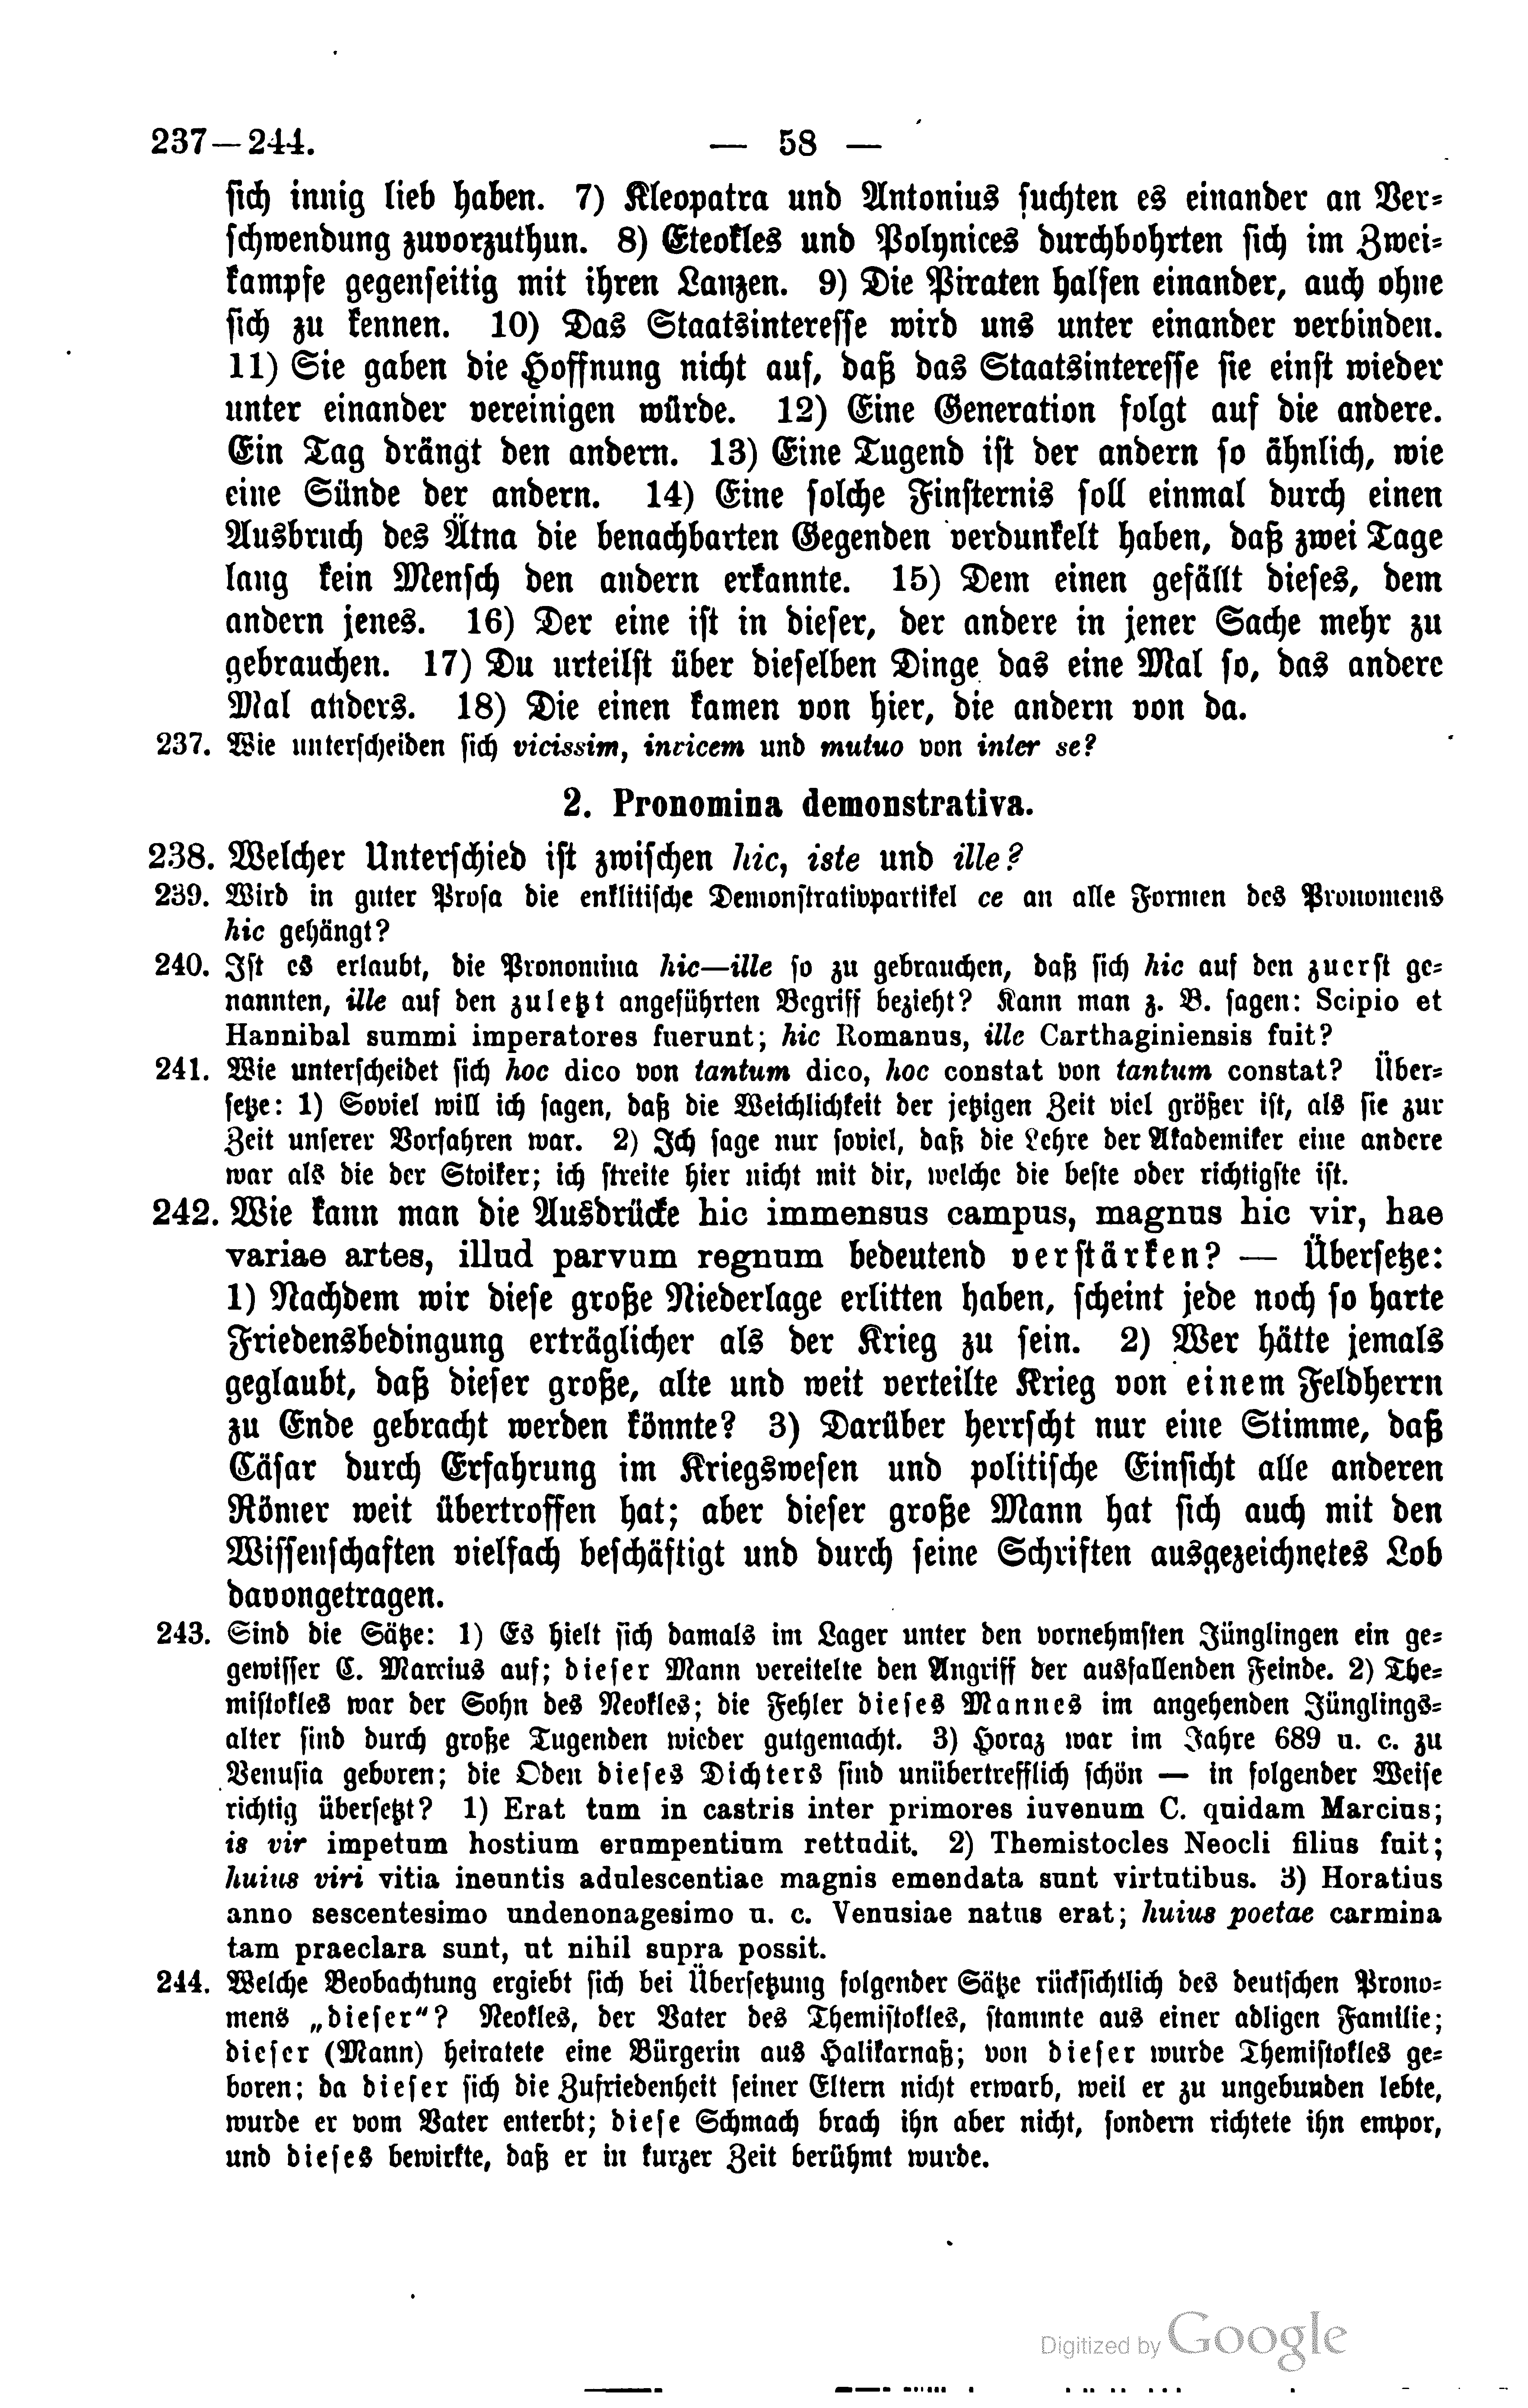 237—244. — 58 —
sich innig lieb haben. 7) Kleopatra und Antonius suchten es einander an Ver-
schwendung zuvorzuthun. 8) Eteokles und Polynices durchbohrten sich im Zwei-
kampfe gegenseitig mit ihren Lanzen. 9) Die Piraten halfen einander, auch ohne
sich zu kennen. 10) Das Staatsinteresse wird uns unter einander verbinden.
11) Sie gaben die Hoffnung nicht auf, daß das Staatsinteresse sie einst wieder
unter einander vereinigen würde. 12) Eine Generation folgt auf die andere.
Ein Tag drängt den andern. 13) Eine Tugend ist der andern so ähnlich, wie
eine Sünde der andern. 14) Eine solche Finsternis soll einmal durch einen
Ausbruch des Ätna die benachbarten Gegenden verdunkelt haben, daß zwei Tage
lang kein Mensch den andern erkannte. 15) Dem einen gefällt dieses, dem
andern jenes. 16) Der eine ist in dieser, der andere in jener Sache mehr zu
gebrauchen. 17) Du urteilst über dieselben Dinge das eine Mal so, das andere
Mal anders. 18) Die einen kamen von hier, die andern von da.
237. Wie unterscheiden sich vicissim, invicem und mutuo von inter se?
2. Pronomina demonstrativa.
238. Welcher Unterschied ist zwischen hic, iste und ille?
239. Wird in guter Prosa die enklitische Demonstrativpartikel ce an alle Formen des Pronomens
hic gehängt?
240. Ist es erlaubt, die Pronomina hic—ille so zu gebrauchen, daß sich hic auf den zuerst ge-
nannten, ille auf den zuletzt angeführten Begriff bezieht? Kann man z. B. sagen: Scipio et
Hannibal summi imperatores fuerunt; hic Romanus, ille Carthaginiensis fuit?
241. Wie unterscheidet sich hoc dico von tantum dico, hoc constat von tantum constat? Über-
setze: 1) Soviel will ich sagen, daß die Weichlichkeit der jetzigen Zeit viel größer ist, als sie zur
Zeit unserer Vorfahren war. 2) Ich sage nur soviel, daß die Lehre der Akademiker eine andere
war als die der Stoiker; ich streite hier nicht mit dir, welche die beste oder richtigste ist.
242. Wie kann man die Ausdrücke hic immensus campus, magnus hic vir, hae
variae artes, illud parvum regnum bedeutend verstärken? — Übersetze:
1) Nachdem wir diese große Niederlage erlitten haben, scheint jede noch so harte
Friedensbedingung erträglicher als der Krieg zu sein. 2) Wer hätte jemals
geglaubt, daß dieser große, alte und weit verteilte Krieg von einem Feldherrn
zu Ende gebracht werden könnte? 3) Darüber herrscht nur eine Stimme, daß
Cäsar durch Erfahrung im Kriegswesen und politische Einsicht alle anderen
Römer weit übertroffen hat; aber dieser große Mann hat sich auch mit den
Wissenschaften vielfach beschäftigt und durch seine Schriften ausgezeichnetes Lob
davongetragen.
243. Sind die Sätze: 1) Es hielt sich damals im Lager unter den vornehmsten Jünglingen ein ge-
gewisser C. Marcius auf; dieser Mann vereitelte den Angriff der ausfallenden Feinde. 2) The-
mistokles war der Sohn des Neokles; die Fehler dieses Mannes im angehenden Jünglings-
alter sind durch große Tugenden wieder gutgemacht. 3) Horaz war im Jahre 689 u. c. zu
Venusia geboren; die Oden dieses Dichters sind unübertrefflich schön — in folgender Weise
richtig übersetzt? 1) Erat tum in castris inter primores iuvenum C. quidam Marcius;
is vir impetum hostium erumpentium rettudit. 2) Themistocles Neocli filius fuit;
huius viri vitia ineuntis adulescentiae magnis emendata sunt virtutibus. 3) Horatius
anno sescentesimo undenonagesimo u. c. Venusiae natus erat; huius poetae carmina
tam praeclara sunt, ut nihil supra possit.
244. Welche Beobachtung ergiebt sich bei Übersetzung folgender Sätze rücksichtlich des deutschen Prono-
mens „dieser“? Neokles, der Vater des Themistokles, stammte aus einer adligen Familie;
dieser (Mann) heiratete eine Bürgerin aus Halikarnaß; von dieser wurde Themistokles ge-
boren; da dieser sich die Zufriedenheit seiner Eltern nicht erwarb, weil er zu ungebunden lebte,
wurde er vom Vater enterbt; diese Schmach brach ihn aber nicht, sondern richtete ihn empor,
und dieses bewirkte, daß er in kurzer Zeit berühmt wurde.
Digitized by Google